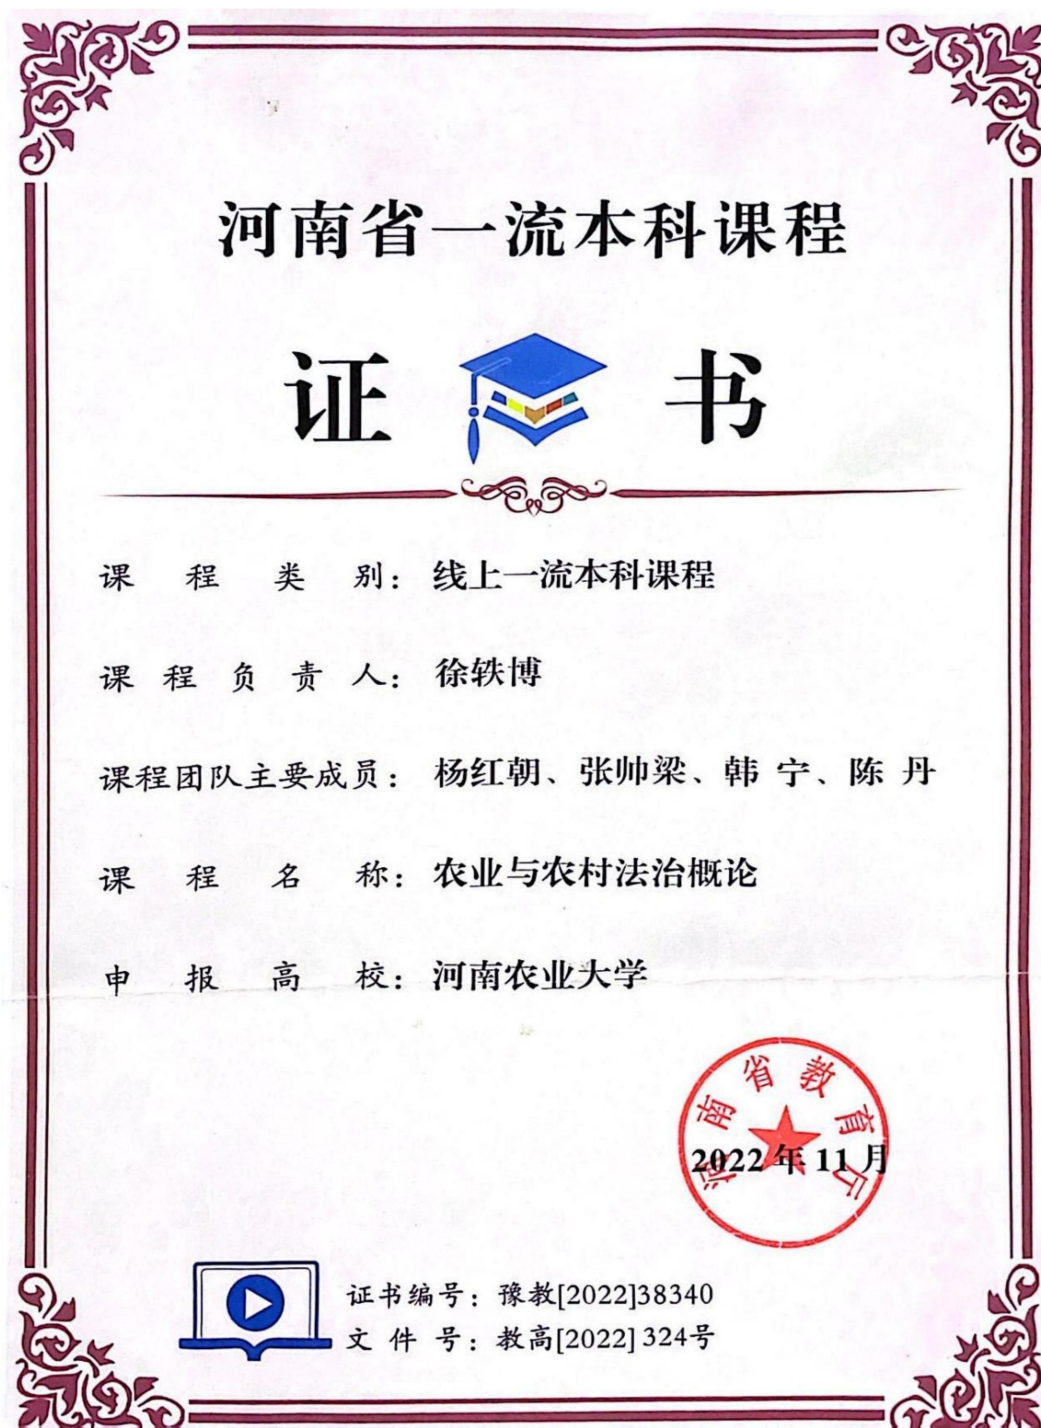 河南省一流本科课程
证 书
课程类别：线上一流本科课程
课程负责人：徐轶博
课程团队主要成员：杨红朝、张帅梁、韩 宁、陈 丹
课程名称：农业与农村法治概论
申报高校：河南农业大学
河南省教育厅
2022年11月
证书编号：豫教[2022]38340
文件号：教高[2022]324号